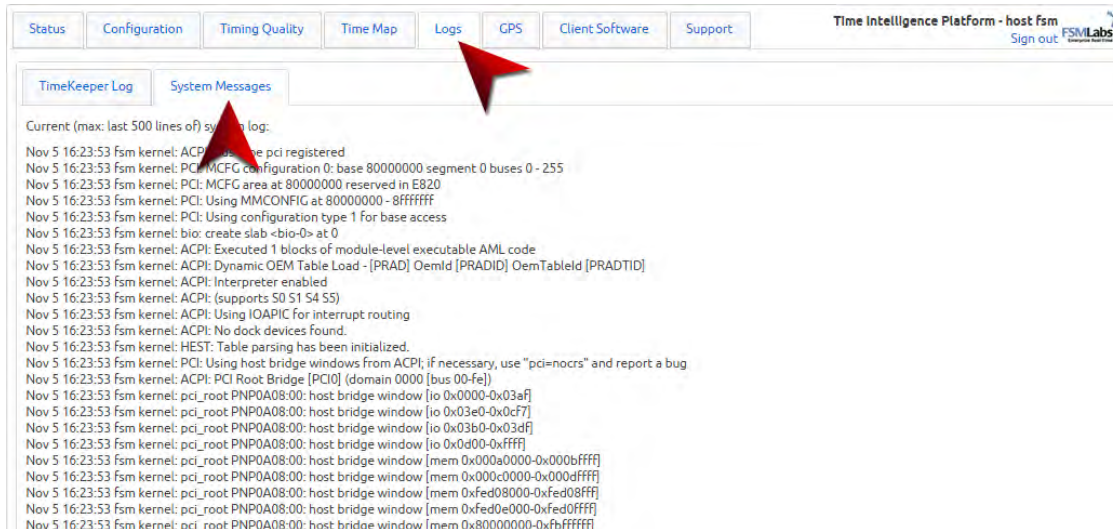 Status Configuration Timing Quality Time Map Logs GPS Client Software Support
Time Intelligence Platform - host fsm
Sign out FSMLabs
TimeKeeper Log System Messages
Current (max: last 500 lines of) log:
Nov 5 16:23:53 fsm kernel: pci registered
Nov 5 16:23:53 fsm kernel: PCI: MCFG configuration 0: base 80000000 segment 0 buses 0 - 255
Nov 5 16:23:53 fsm kernel: PCI: MCFG area at 80000000 reserved in E820
Nov 5 16:23:53 fsm kernel: PCI: Using MMCONFIG at 80000000 - 8fffffff
Nov 5 16:23:53 fsm kernel: PCI: Using configuration type 1 for base access
Nov 5 16:23:53 fsm kernel: bio: create slab <bio-0> at 0
Nov 5 16:23:53 fsm kernel: ACPI: Executed 1 blocks of module-level executable AML code
Nov 5 16:23:53 fsm kernel: ACPI: Dynamic OEM Table Load - [PRAD] OemId [PRADID] OemTableId [PRADTID]
Nov 5 16:23:53 fsm kernel: ACPI: Interpreter enabled
Nov 5 16:23:53 fsm kernel: ACPI: (supports S0 S1 S4 S5)
Nov 5 16:23:53 fsm kernel: ACPI: Using IOAPIC for interrupt routing
Nov 5 16:23:53 fsm kernel: ACPI: No dock devices found.
Nov 5 16:23:53 fsm kernel: HEST: Table parsing has been initialized.
Nov 5 16:23:53 fsm kernel: PCI: Using host bridge windows from ACPI; if necessary, use "pci=nocrs" and report a bug
Nov 5 16:23:53 fsm kernel: ACPI: PCI Root Bridge [PCI0] (domain 0000 [bus 00-fe])
Nov 5 16:23:53 fsm kernel: pci_root PNP0A08:00: host bridge window [io 0x0000-0x03af]
Nov 5 16:23:53 fsm kernel: pci_root PNP0A08:00: host bridge window [io 0x03e0-0x0cf7]
Nov 5 16:23:53 fsm kernel: pci_root PNP0A08:00: host bridge window [io 0x03b0-0x03df]
Nov 5 16:23:53 fsm kernel: pci_root PNP0A08:00: host bridge window [io 0x0d00-0xffff]
Nov 5 16:23:53 fsm kernel: pci_root PNP0A08:00: host bridge window [mem 0x000a0000-0x000bffff]
Nov 5 16:23:53 fsm kernel: pci_root PNP0A08:00: host bridge window [mem 0x000c0000-0x000dffff]
Nov 5 16:23:53 fsm kernel: pci_root PNP0A08:00: host bridge window [mem 0xfed08000-0xfed08fff]
Nov 5 16:23:53 fsm kernel: pci_root PNP0A08:00: host bridge window [mem 0xfed0e000-0xfed0ffff]
Nov 5 16:23:53 fsm kernel: pci_root PNP0A08:00: host bridge window [mem 0x80000000-0xfbffffff]